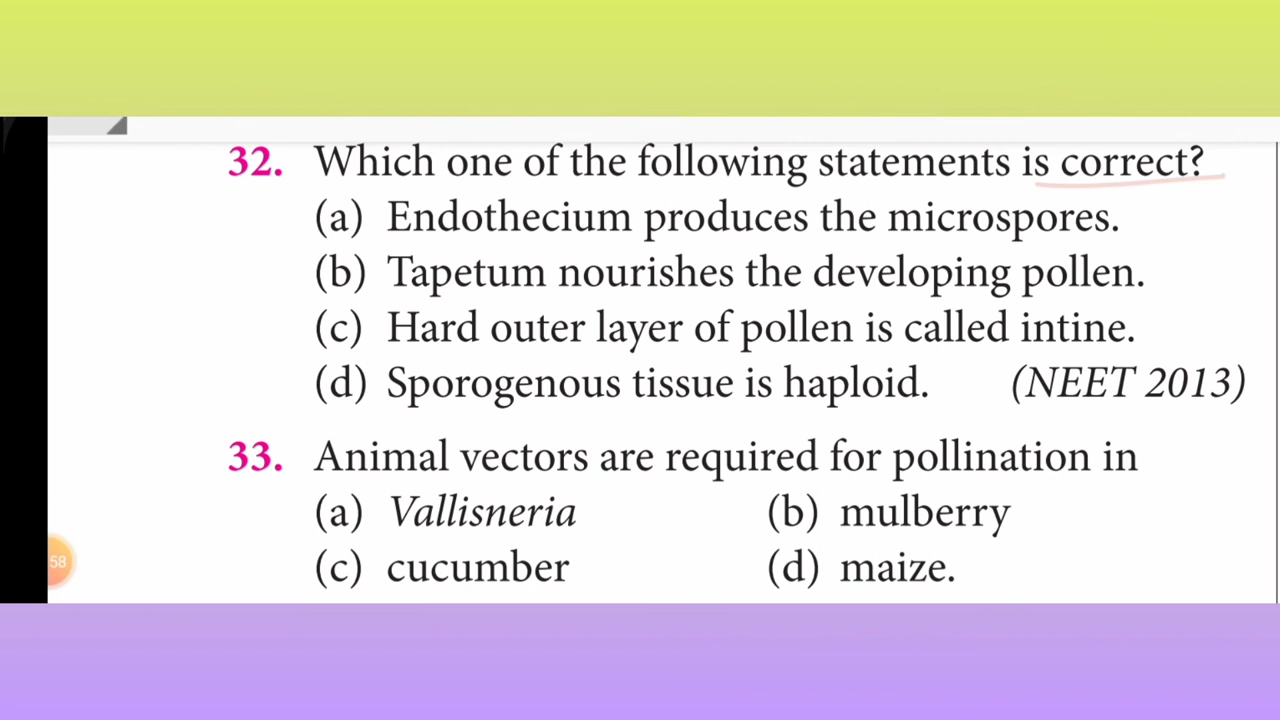 32. Which one of the following statements is correct?
(a) Endothecium produces the microspores.
(b) Tapetum nourishes the developing pollen.
(c) Hard outer layer of pollen is called intine.
(d) Sporogenous tissue is haploid. (NEET 2013)
33. Animal vectors are required for pollination in
(a) Vallisneria (b) mulberry
(c) cucumber (d) maize.
58